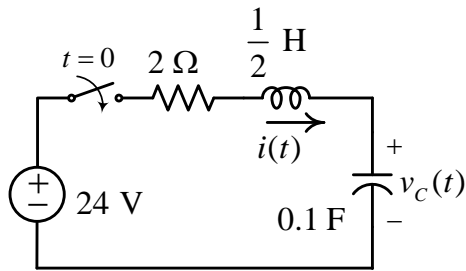 1/2 H
t = 0
2 Ω
i(t)
+
v_C(t)
−
+
−
24 V
0.1 F